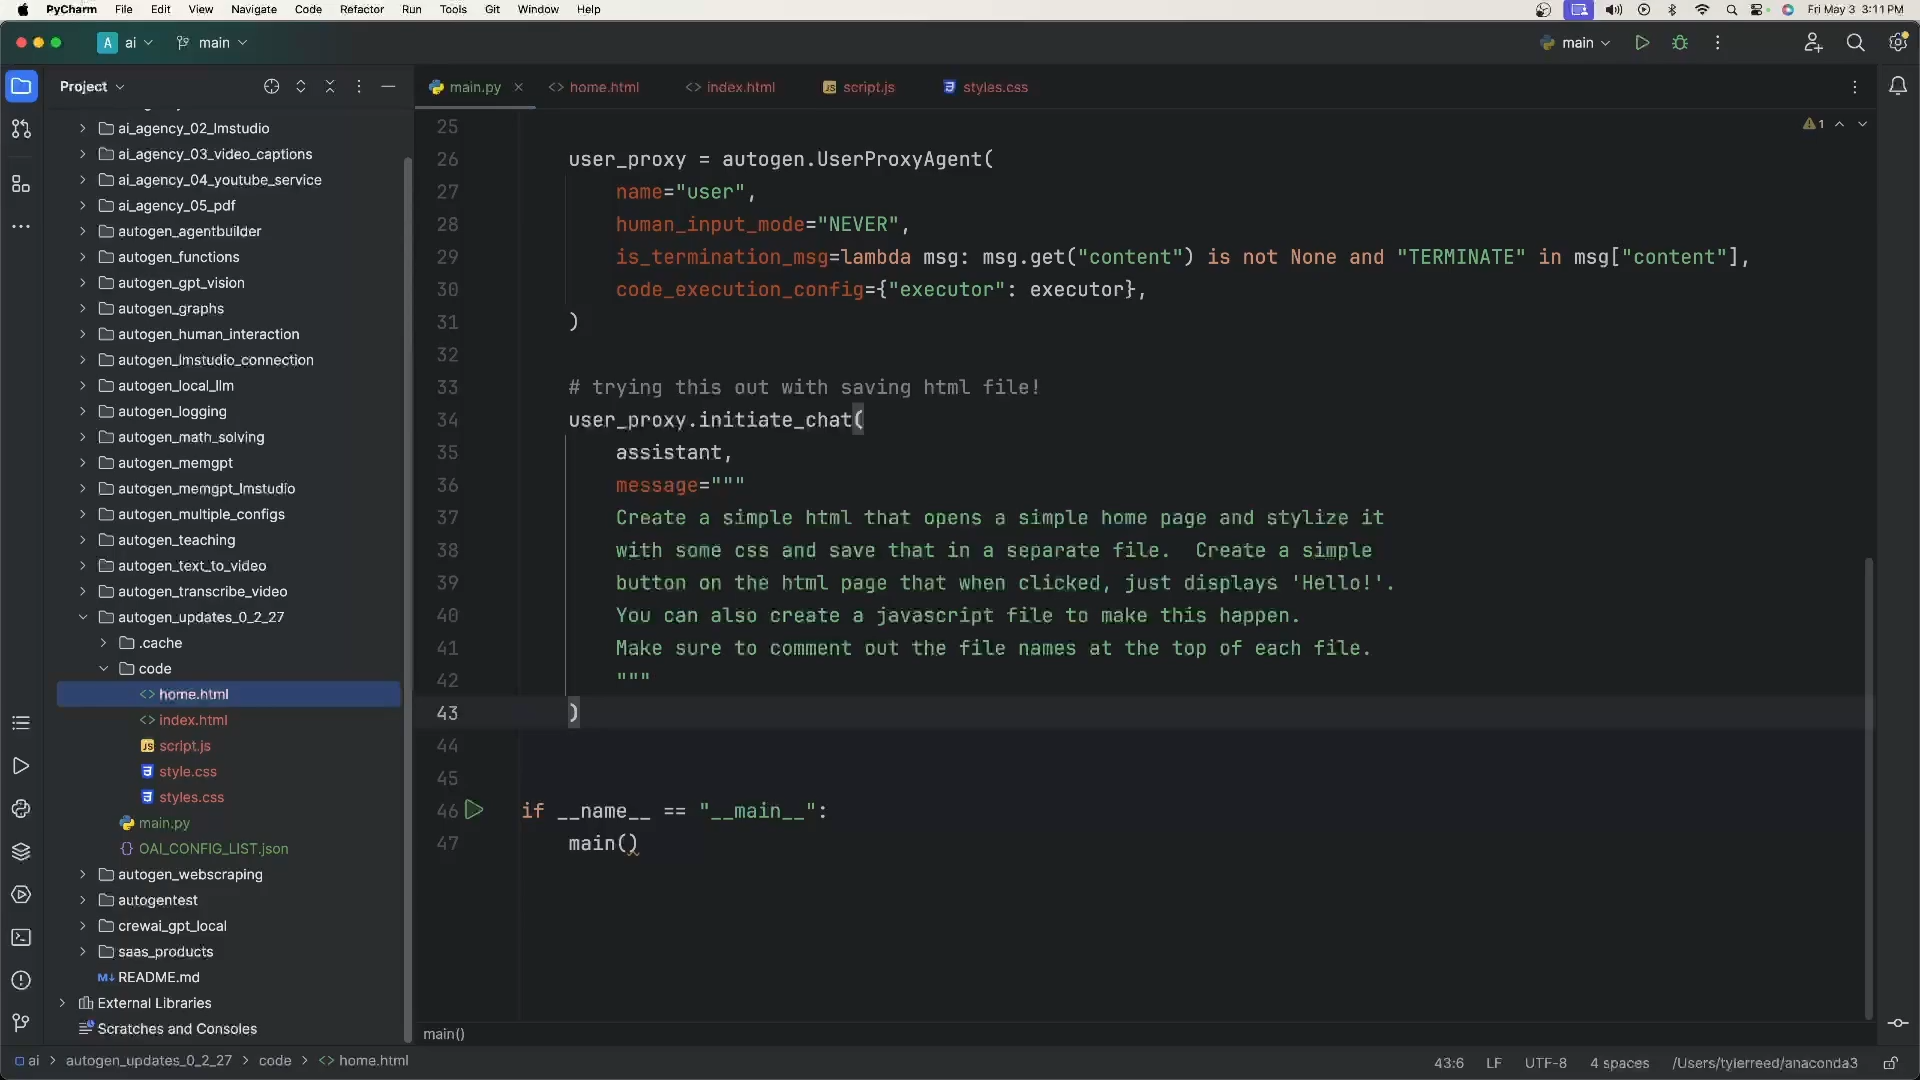 PyCharm File Edit View Navigate Code Refactor Run Tools Git Window Help Fri May 3 3:11 PM
A ai main main
Project
main.py home.html index.html script.js styles.css
ai_agency_02_lmstudio
ai_agency_03_video_captions
ai_agency_04_youtube_service
ai_agency_05_pdf
autogen_agentbuilder
autogen_functions
autogen_gpt_vision
autogen_graphs
autogen_human_interaction
autogen_lmstudio_connection
autogen_local_llm
autogen_logging
autogen_math_solving
autogen_memgpt
autogen_memgpt_lmstudio
autogen_multiple_configs
autogen_teaching
autogen_text_to_video
autogen_transcribe_video
autogen_updates_0_2_27
.cache
code
home.html
index.html
script.js
style.css
styles.css
main.py
OAI_CONFIG_LIST.json
autogen_webscraping
autogentest
crewai_gpt_local
saas_products
README.md
External Libraries
Scratches and Consoles
1
25
26 user_proxy = autogen.UserProxyAgent(
27 name="user",
28 human_input_mode="NEVER",
29 is_termination_msg=lambda msg: msg.get("content") is not None and "TERMINATE" in msg["content"],
30 code_execution_config={"executor": executor},
31 )
32
33 # trying this out with saving html file!
34 user_proxy.initiate_chat(
35 assistant,
36 message="""
37 Create a simple html that opens a simple home page and stylize it
38 with some css and save that in a separate file.  Create a simple
39 button on the html page that when clicked, just displays 'Hello!'.
40 You can also create a javascript file to make this happen.
41 Make sure to comment out the file names at the top of each file.
42 """
43 )
44
45
46 if __name__ == "__main__":
47 main()
main()
ai > autogen_updates_0_2_27 > code > home.html
43:6 LF UTF-8 4 spaces /Users/tylerreed/anaconda3